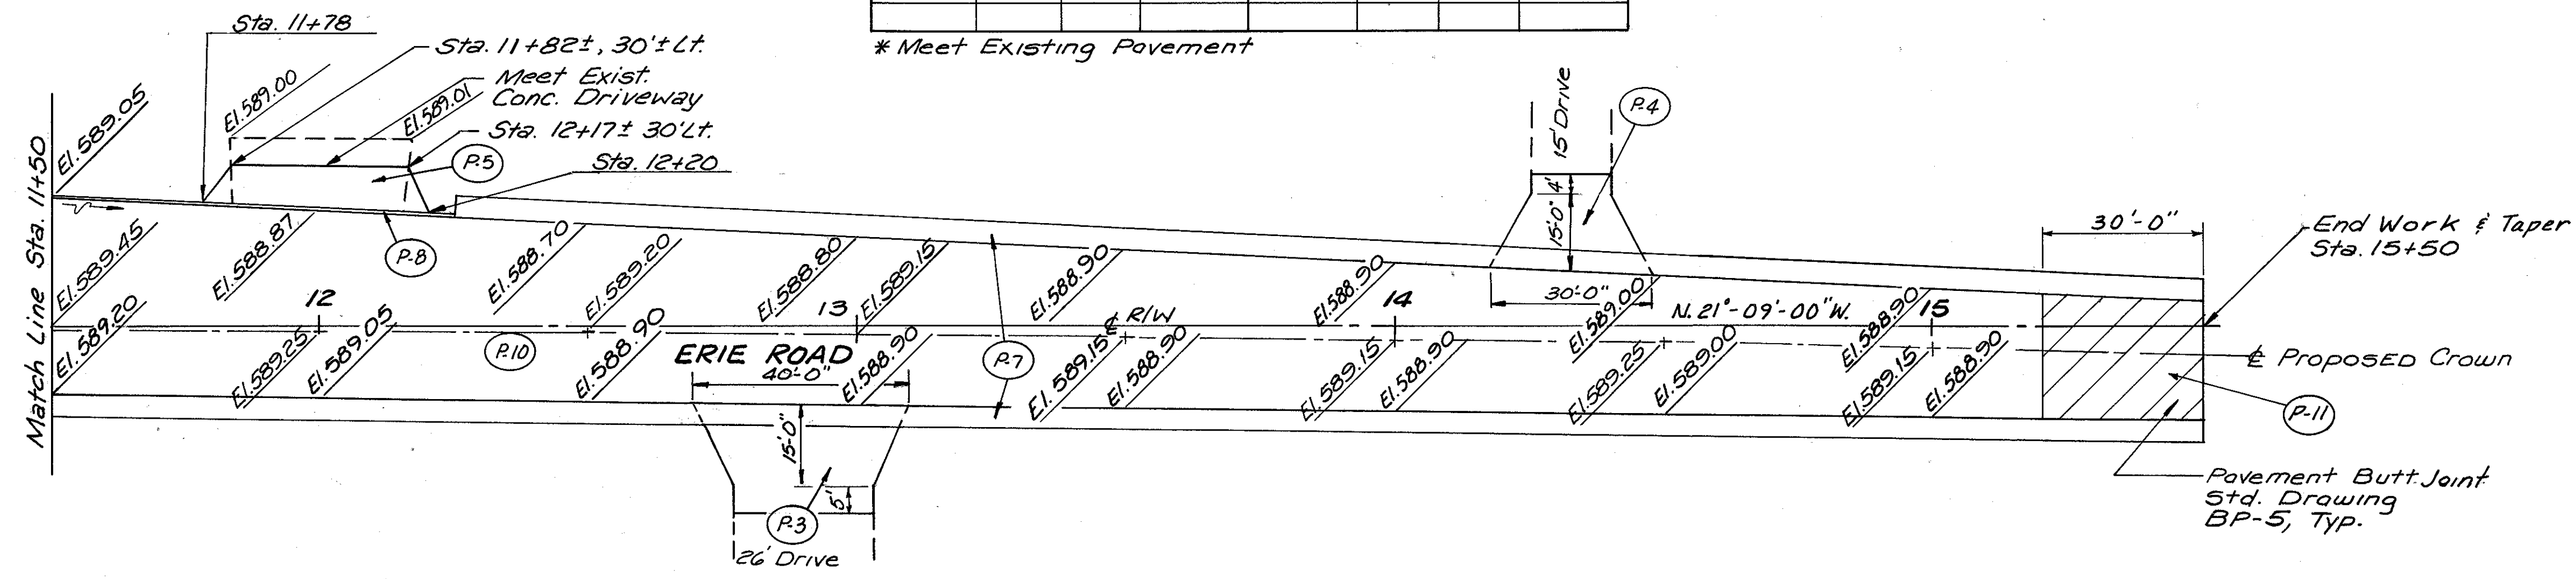 * Meet Existing Pavement
Sta. 11+78
Sta. 11+82±, 30'± Lt.
Meet Exist.
Conc. Driveway
Sta. 12+17± 30' Lt.
Sta. 12+20
El. 589.05
El. 589.00
El. 589.01
P-5
P-4
15' Drive
4'
15'-0"
Match Line Sta. 11+50
P-8
30'-0"
End Work & Taper
Sta. 15+50
El. 589.45
El. 588.87
El. 588.70
El. 589.20
El. 588.80
El. 589.15
El. 588.90
El. 588.90
30'-0"
El. 589.00
El. 588.90
12
13
14
15
℄ R/W
N. 21°-09'-00" W.
El. 589.20
El. 589.25
El. 589.05
P-10
El. 588.90
ERIE ROAD
40'-0"
El. 588.90
P-7
El. 589.15
El. 588.90
El. 589.15
El. 588.90
El. 589.25
El. 589.00
El. 589.15
El. 588.90
℄ Proposed Crown
P-11
15'-0"
5'
P-3
26' Drive
Pavement Butt Joint
Std. Drawing
BP-5, Typ.